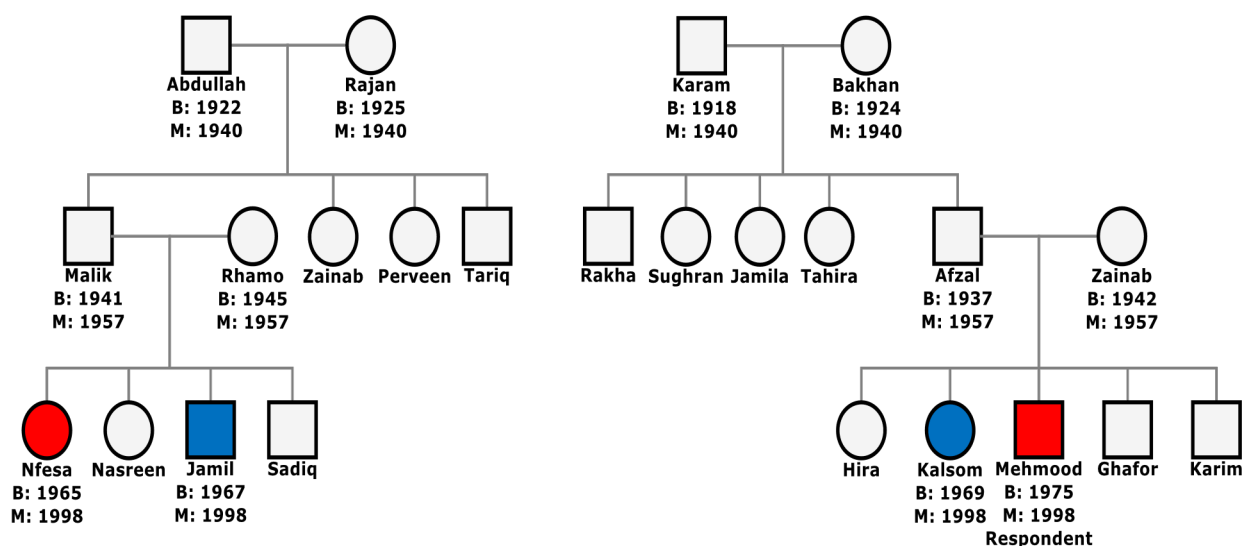 Abdullah Rajan Karam Bakhan
B: 1922 B: 1925 B: 1918 B: 1924
M: 1940 M: 1940 M: 1940 M: 1940
Malik Rhamo Zainab Perveen Tariq Rakha Sughran Jamila Tahira Afzal Zainab
B: 1941 B: 1945 B: 1937 B: 1942
M: 1957 M: 1957 M: 1957 M: 1957
Nfesa Nasreen Jamil Sadiq Hira Kalsom Mehmood Ghafor Karim
B: 1965 B: 1967 B: 1969 B: 1975
M: 1998 M: 1998 M: 1998 M: 1998
Respondent